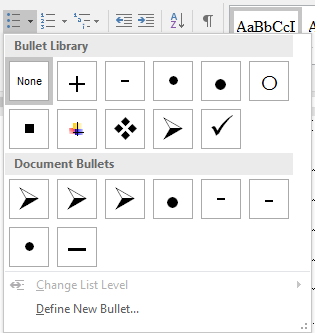 AaBbCcI
Bullet Library
None
Document Bullets
Change List Level
Define New Bullet...